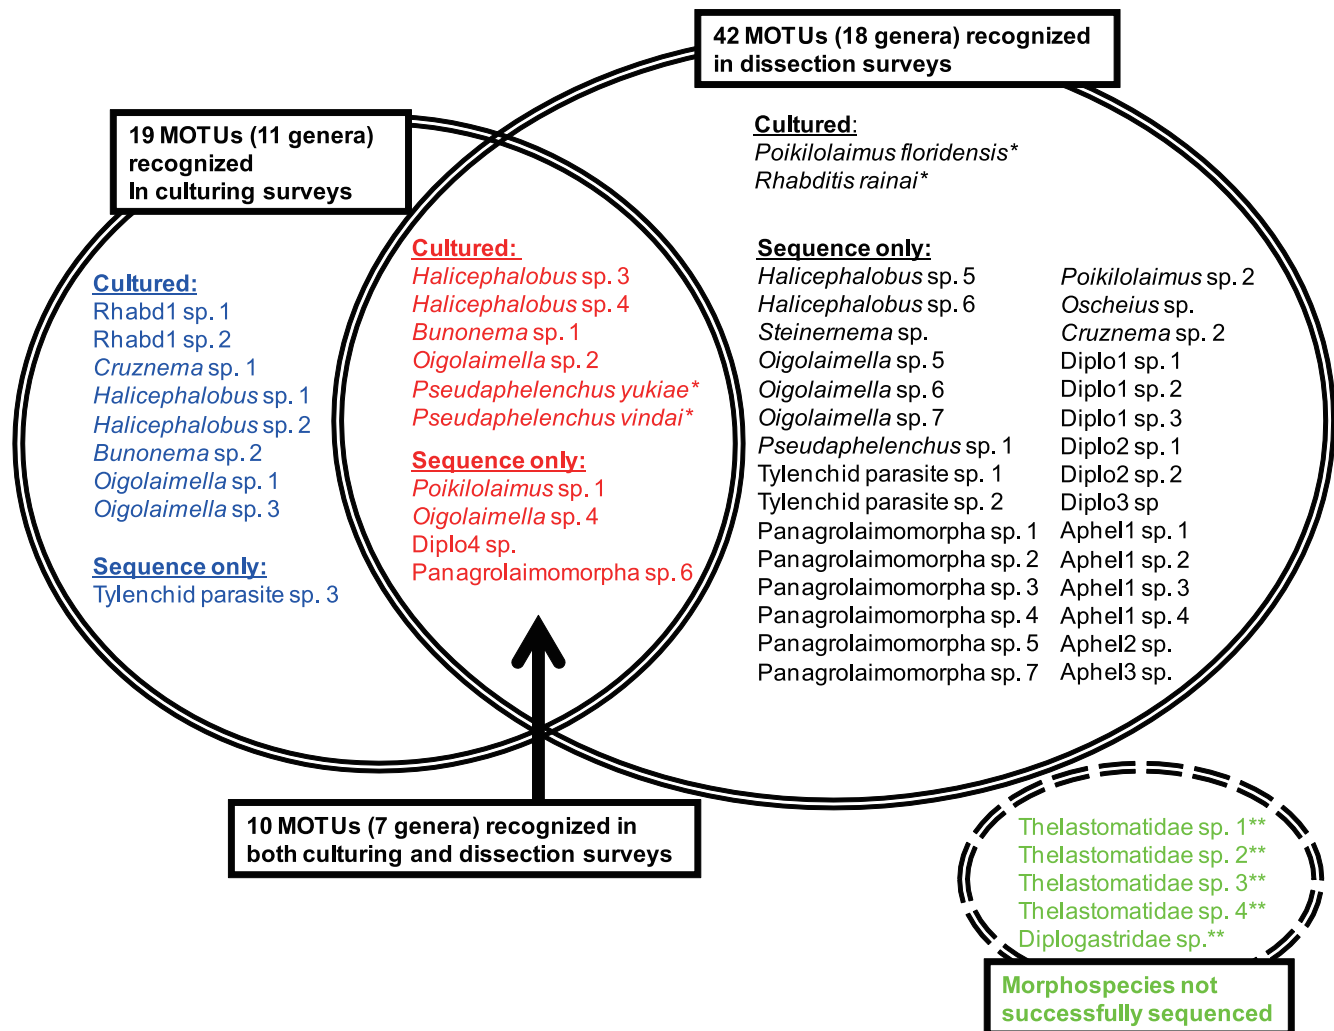 42 MOTUs (18 genera) recognized
in dissection surveys
19 MOTUs (11 genera)
recognized
In culturing surveys
Cultured:
Rhabd1 sp. 1
Rhabd1 sp. 2
Cruznema sp. 1
Halicephalobus sp. 1
Halicephalobus sp. 2
Bunonema sp. 2
Oigolaimella sp. 1
Oigolaimella sp. 3
Sequence only:
Tylenchid parasite sp. 3
Cultured:
Halicephalobus sp. 3
Halicephalobus sp. 4
Bunonema sp. 1
Oigolaimella sp. 2
Pseudaphelenchus yukiae*
Pseudaphelenchus vindai*
Sequence only:
Poikilolaimus sp. 1
Oigolaimella sp. 4
Diplo4 sp.
Panagrolaimomorpha sp. 6
Cultured:
Poikilolaimus floridensis*
Rhabditis rainai*
Sequence only:
Halicephalobus sp. 5
Halicephalobus sp. 6
Steinernema sp.
Oigolaimella sp. 5
Oigolaimella sp. 6
Oigolaimella sp. 7
Pseudaphelenchus sp. 1
Tylenchid parasite sp. 1
Tylenchid parasite sp. 2
Panagrolaimomorpha sp. 1
Panagrolaimomorpha sp. 2
Panagrolaimomorpha sp. 3
Panagrolaimomorpha sp. 4
Panagrolaimomorpha sp. 5
Panagrolaimomorpha sp. 7
Poikilolaimus sp. 2
Oscheius sp.
Cruznema sp. 2
Diplo1 sp. 1
Diplo1 sp. 2
Diplo1 sp. 3
Diplo2 sp. 1
Diplo2 sp. 2
Diplo3 sp
Aphel1 sp. 1
Aphel1 sp. 2
Aphel1 sp. 3
Aphel1 sp. 4
Aphel2 sp.
Aphel3 sp.
10 MOTUs (7 genera) recognized in
both culturing and dissection surveys
Thelastomatidae sp. 1**
Thelastomatidae sp. 2**
Thelastomatidae sp. 3**
Thelastomatidae sp. 4**
Diplogastridae sp.**
Morphospecies not
successfully sequenced